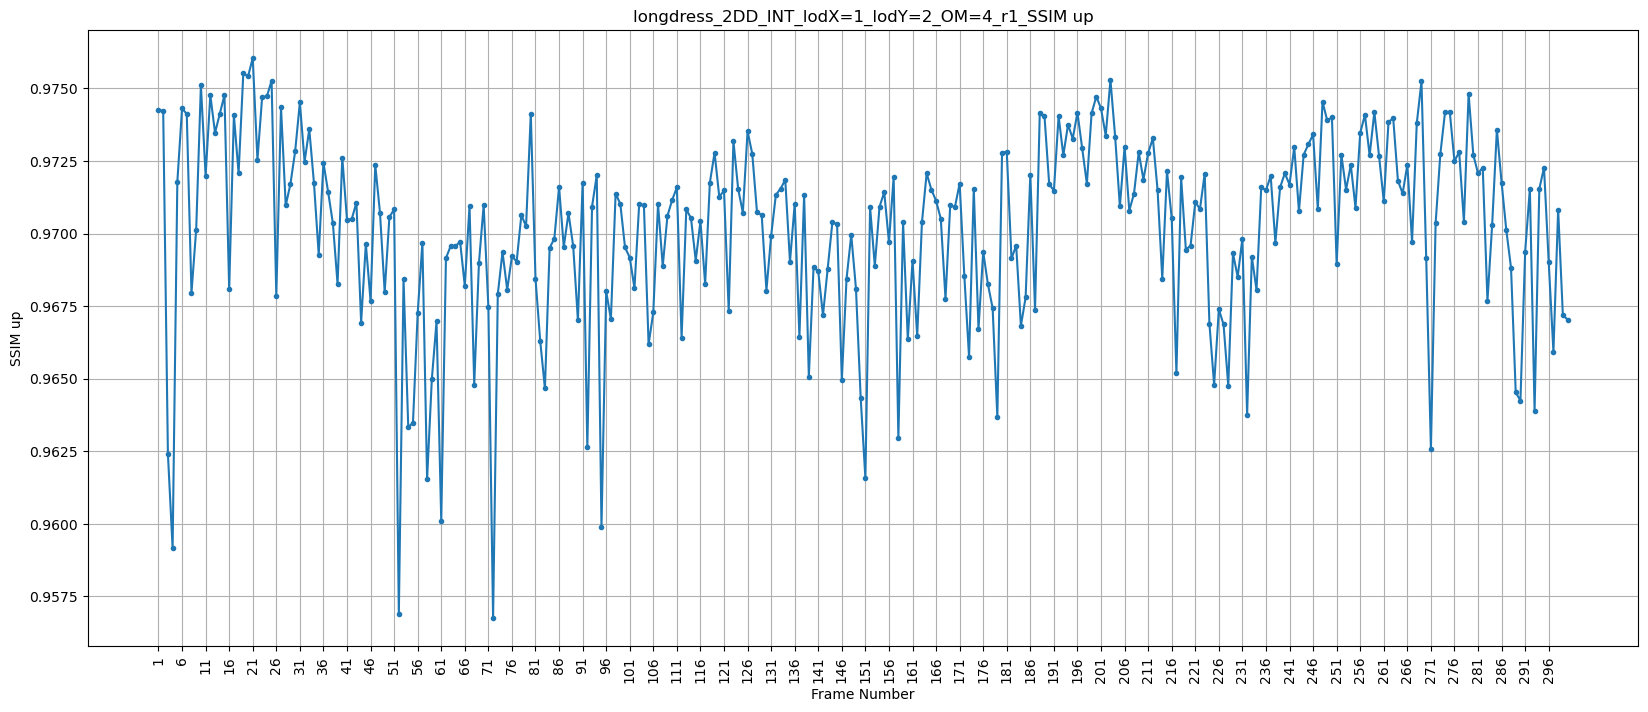 longdress_2DD_INT_lodX=1_lodY=2_OM=4_r1_SSIM up
SSIM up
0.9750
0.9725
0.9700
0.9675
0.9650
0.9625
0.9600
0.9575
1 6 11 16 21 26 31 36 41 46 51 56 61 66 71 76 81 86 91 96 101 106 111 116 121 126 131 136 141 146 151 156 161 166 171 176 181 186 191 196 201 206 211 216 221 226 231 236 241 246 251 256 261 266 271 276 281 286 291 296
Frame Number